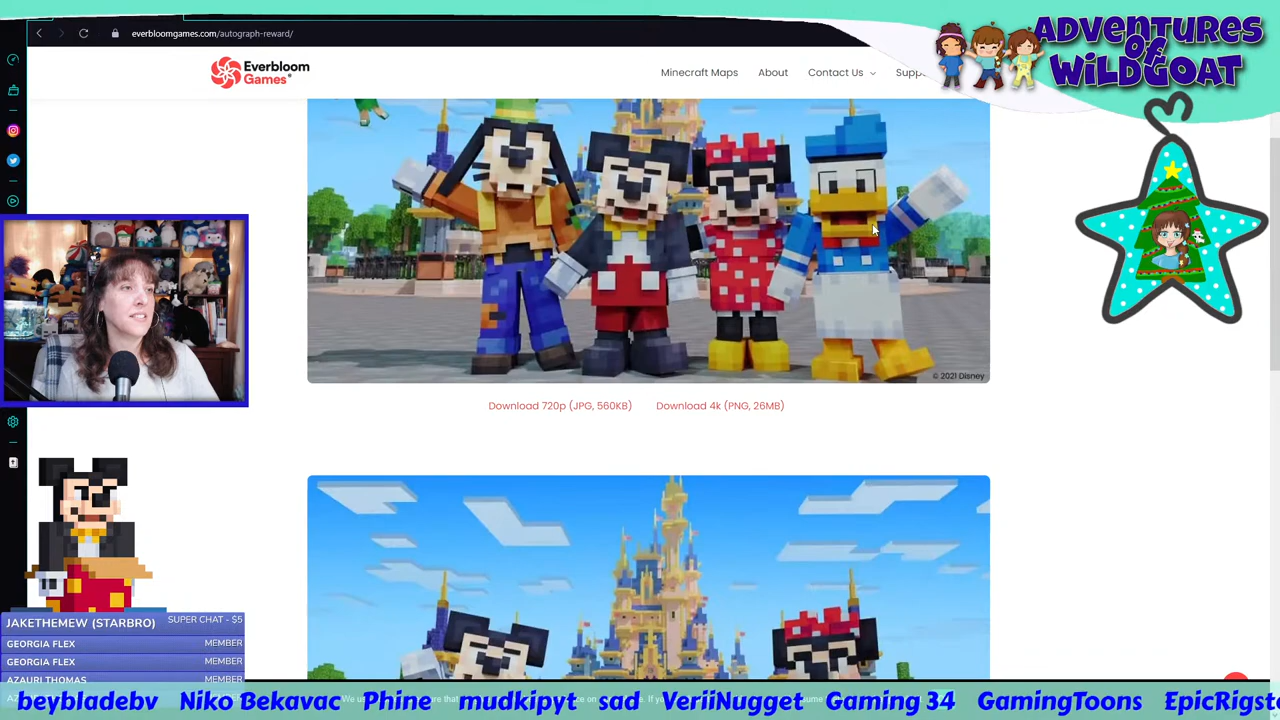 everbloomgames.com/autograph-reward/
ADVENTURES
OF
WILDGOAT
Everbloom
Games
Minecraft Maps
About
Contact Us
© 2021 Disney
Download 720p (JPG, 560KB)
Download 4k (PNG, 26MB)
JAKETHEMEW (STARBRO)
SUPER CHAT - $5
GEORGIA FLEX
MEMBER
GEORGIA FLEX
MEMBER
AZAURI THOMAS
MEMBER
beybladebv Niko Bekavac Phine mudkipyt sad VeriiNugget Gaming 34 GamingToons